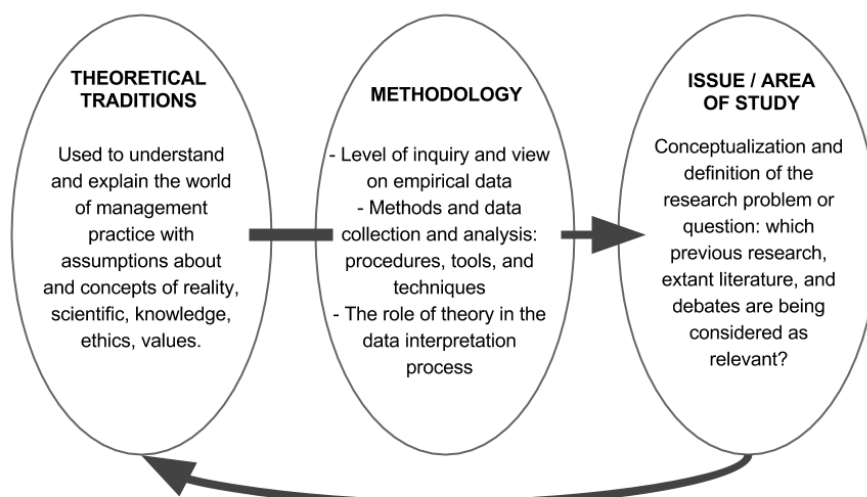 THEORETICAL
TRADITIONS
Used to understand
and explain the world
of management
practice with
assumptions about
and concepts of reality,
scientific, knowledge,
ethics, values.
METHODOLOGY
- Level of inquiry and view
on empirical data
- Methods and data
collection and analysis:
procedures, tools, and
techniques
- The role of theory in the
data interpretation
process
ISSUE / AREA
OF STUDY
Conceptualization and
definition of the
research problem or
question: which
previous research,
extant literature, and
debates are being
considered as
relevant?